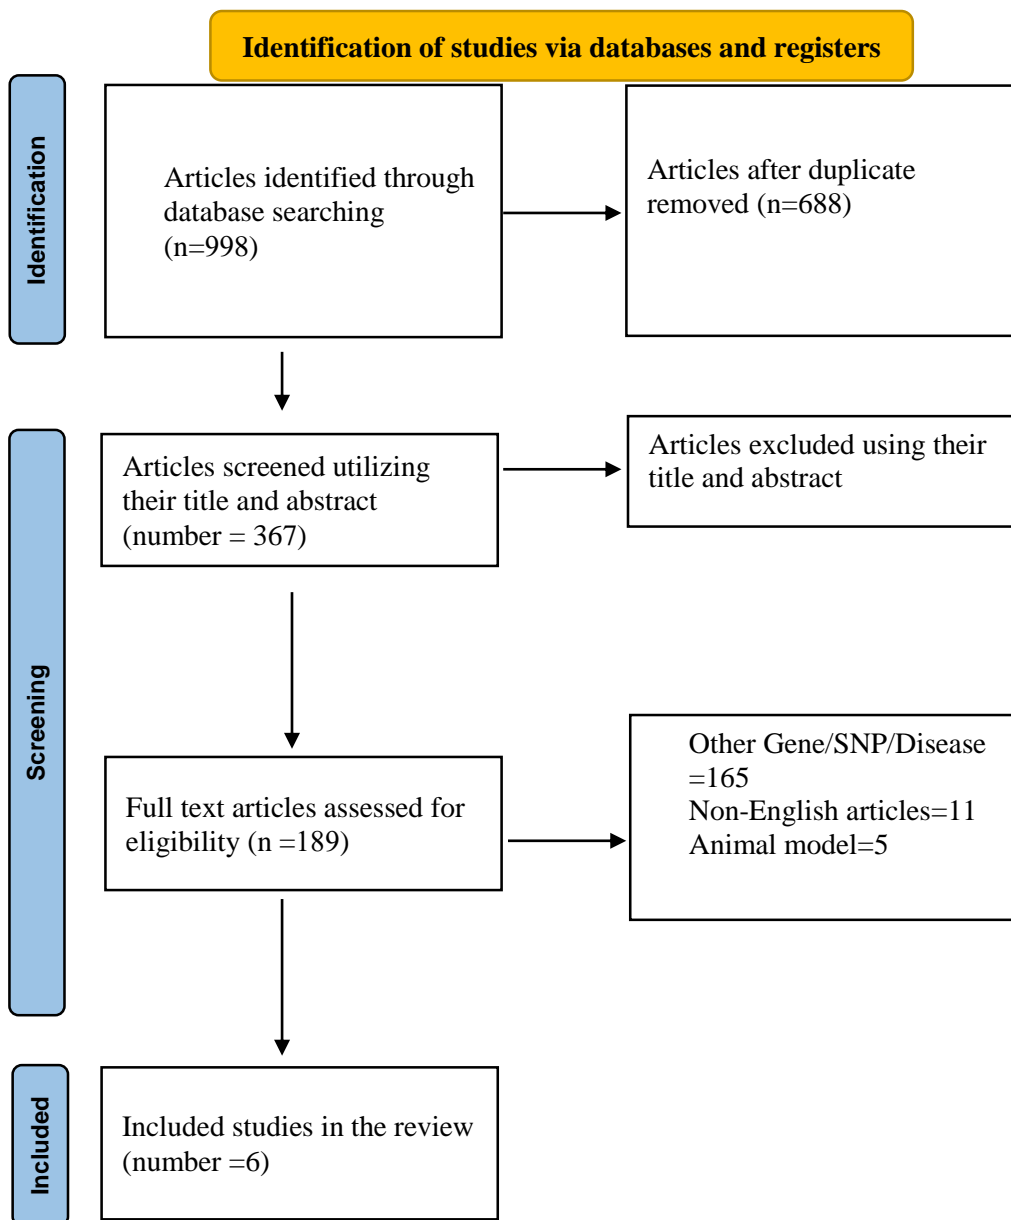 Identification of studies via databases and registers
Identification
Articles identified through
database searching
(n=998)
Articles after duplicate
removed (n=688)
Screening
Articles screened utilizing
their title and abstract
(number = 367)
Articles excluded using their
title and abstract
Full text articles assessed for
eligibility (n =189)
Other Gene/SNP/Disease
=165
Non-English articles=11
Animal model=5
Included
Included studies in the review
(number =6)